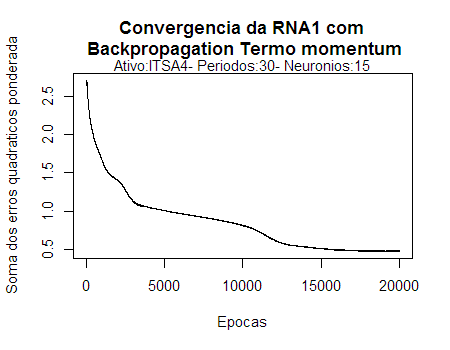 Convergencia da RNA1 com
Backpropagation Termo momentum
Ativo:ITSA4- Periodos:30- Neuronios:15
Soma dos erros quadraticos ponderada
2.5
2.0
1.5
1.0
0.5
0 5000 10000 15000 20000
Epocas